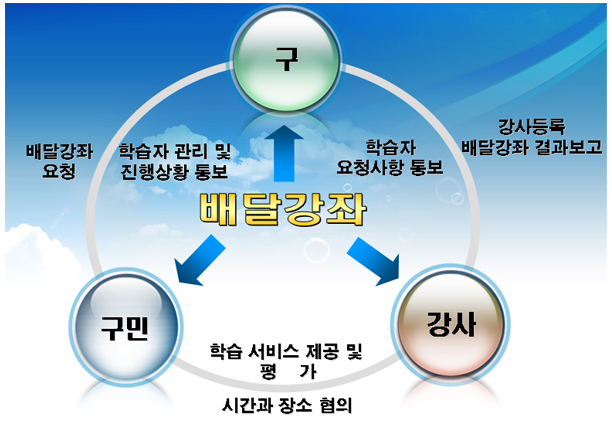 구
배달강좌
요청
학습자 관리 및
진행상황 통보
학습자
요청사항 통보
강사등록
배달강좌 결과보고
배달강좌
구민
강사
학습 서비스 제공 및
평 가
시간과 장소 협의